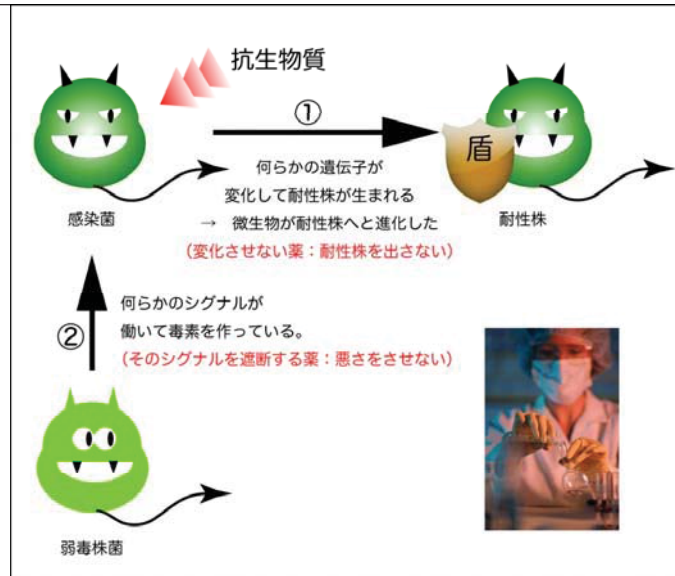 抗生物質
①
盾
何らかの遺伝子が
変化して耐性株が生まれる
→ 微生物が耐性株へと進化した
（変化させない薬：耐性株を出さない）
感染菌
耐性株
何らかのシグナルが
働いて毒素を作っている。
②
（そのシグナルを遮断する薬：悪さをさせない）
弱毒株菌